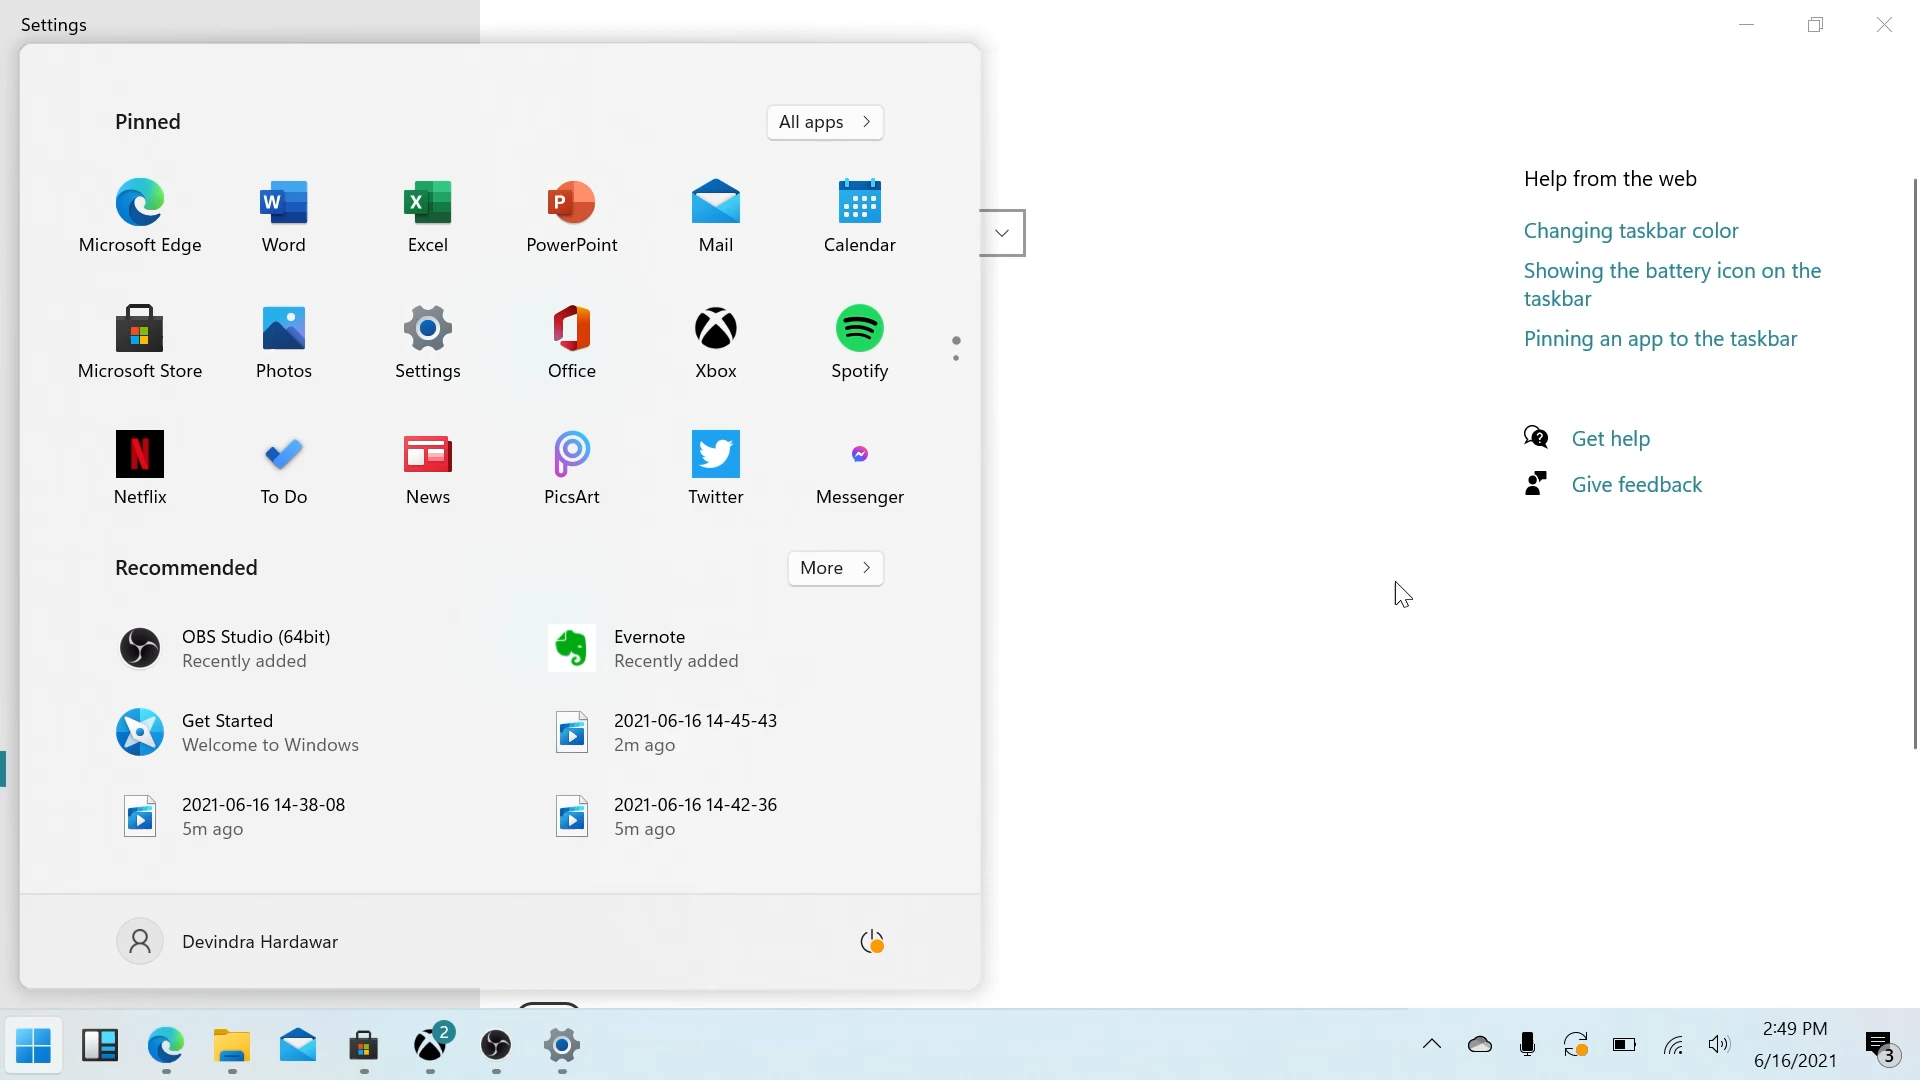 Settings
Pinned
All apps
Microsoft Edge
Word
Excel
PowerPoint
Mail
Calendar
Microsoft Store
Photos
Settings
Office
Xbox
Spotify
Netflix
To Do
News
PicsArt
Twitter
Messenger
Recommended
More
OBS Studio (64bit)
Recently added
Evernote
Recently added
Get Started
Welcome to Windows
2021-06-16 14-45-43
2m ago
2021-06-16 14-38-08
5m ago
2021-06-16 14-42-36
5m ago
Devindra Hardawar
Help from the web
Changing taskbar color
Showing the battery icon on the
taskbar
Pinning an app to the taskbar
Get help
Give feedback
2
2:49 PM
6/16/2021
3